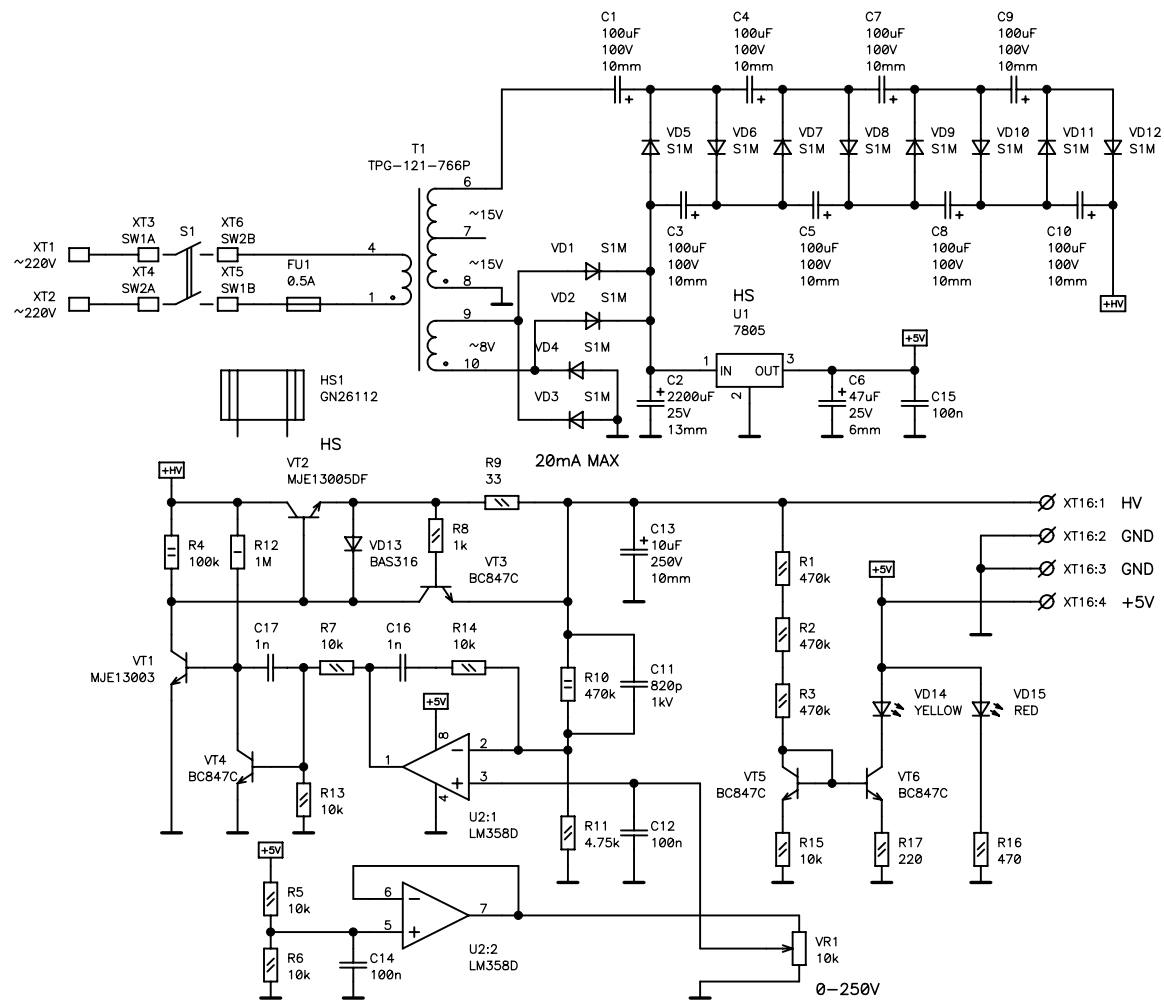 C1
100uF
100V
10mm
C4
100uF
100V
10mm
C7
100uF
100V
10mm
C9
100uF
100V
10mm
+
+
+
+
VD5
S1M
VD6
S1M
VD7
S1M
VD8
S1M
VD9
S1M
VD10
S1M
VD11
S1M
VD12
S1M
+
+
+
+
C3
100uF
100V
10mm
C5
100uF
100V
10mm
C8
100uF
100V
10mm
C10
100uF
100V
10mm
+HV
T1
TPG-121-766P
6
~15V
7
~15V
8
9
~8V
10
4
1
XT1
~220V
XT2
~220V
XT3
SW1A
XT4
SW2A
S1
XT6
SW2B
XT5
SW1B
FU1
0.5A
VD1
S1M
VD2
S1M
VD4
S1M
VD3
S1M
HS
U1
7805
1
IN
OUT
3
2
+5V
+
C2
2200uF
25V
13mm
+
C6
47uF
25V
6mm
C15
100n
HS1
GN26112
20mA MAX
HS
VT2
MJE13005DF
+HV
R9
33
R4
100k
R12
1M
VD13
BAS316
R8
1k
VT3
BC847C
+
C13
10uF
250V
10mm
R1
470k
R2
470k
R3
470k
XT16:1
HV
XT16:2
GND
XT16:3
GND
XT16:4
+5V
+5V
VT1
MJE13003
C17
1n
R7
10k
C16
1n
R14
10k
R10
470k
C11
820p
1kV
VD14
YELLOW
VD15
RED
+5V
8
1
2
−
3
+
4
U2:1
LM358D
VT4
BC847C
R13
10k
R11
4.75k
C12
100n
VT5
BC847C
VT6
BC847C
R15
10k
R17
220
R16
470
+5V
R5
10k
R6
10k
C14
100n
6
−
5
+
7
U2:2
LM358D
VR1
10k
0-250V